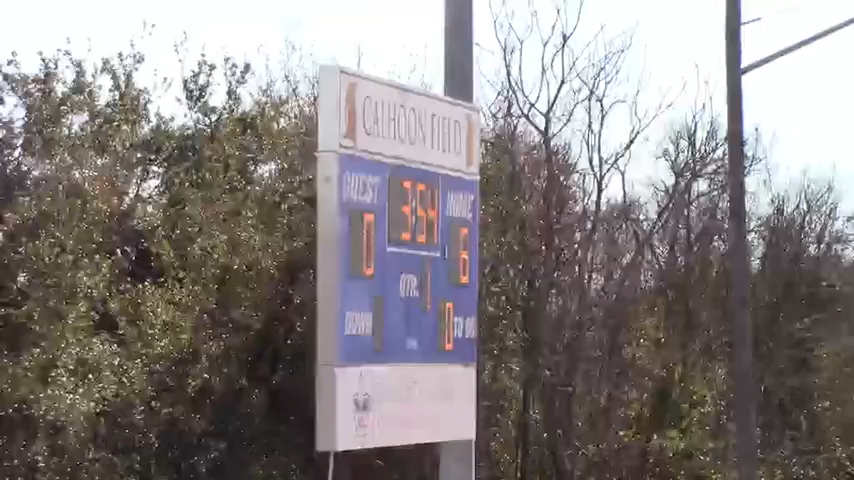 CALHOON FIELD
GUEST 3:54 HOME
0 6
QTR. 1
DOWN 0 TO GO